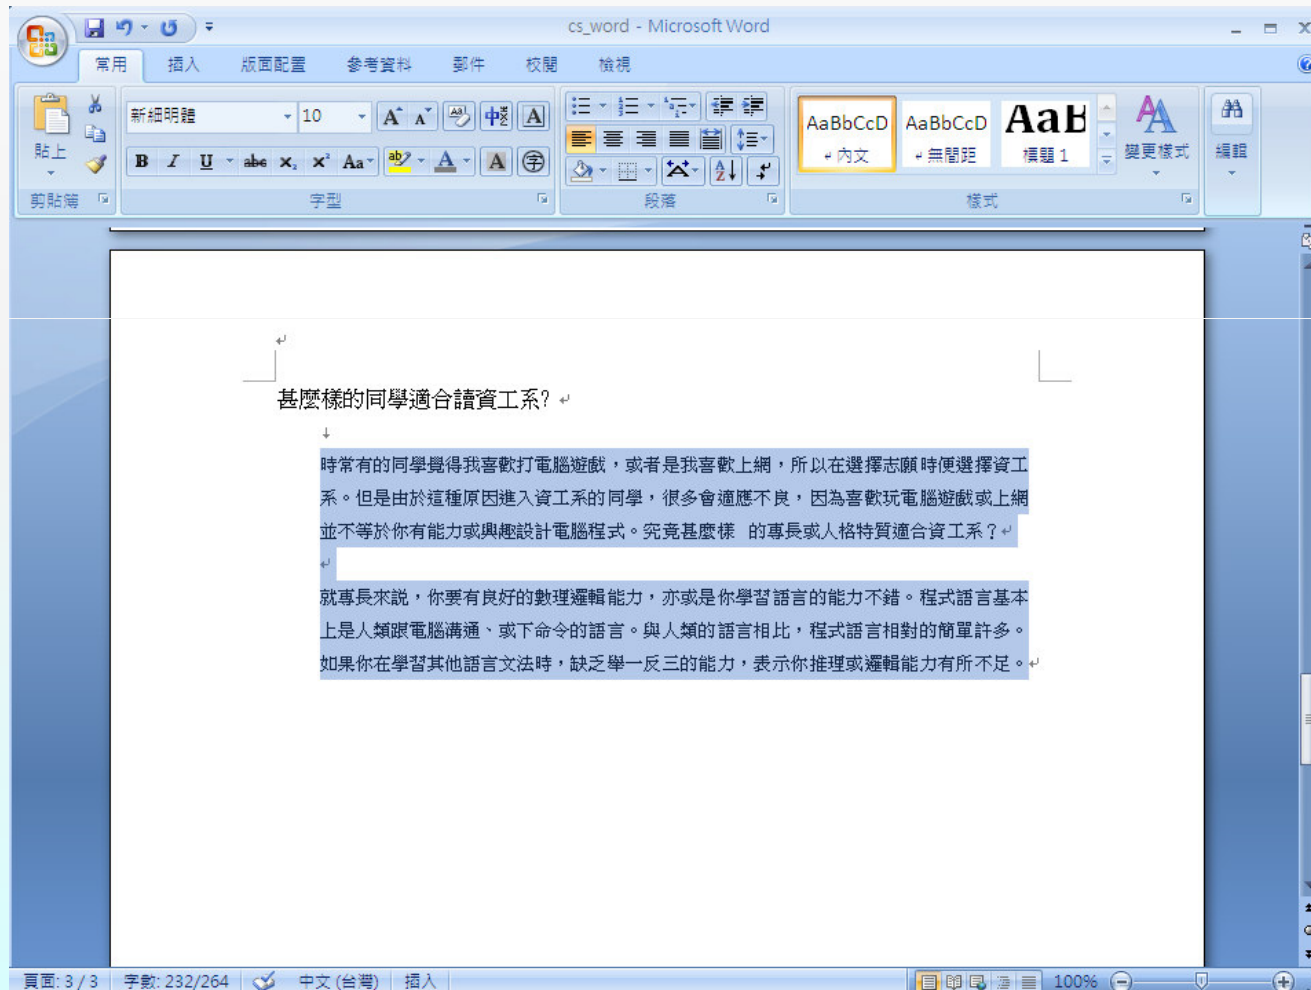 cs_word - Microsoft Word
常用 插入 版面配置 參考資料 郵件 校閱 檢視
貼上
新細明體 10
AaBbCcD AaBbCcD AaB
內文 無間距 標題 1
變更樣式 編輯
剪貼簿 字型 段落 樣式
甚麼樣的同學適合讀資工系?
時常有的同學覺得我喜歡打電腦遊戲,或者是我喜歡上網,所以在選擇志願時便選擇資工
系。但是由於這種原因進入資工系的同學,很多會適應不良,因為喜歡玩電腦遊戲或上網
並不等於你有能力或興趣設計電腦程式。究竟甚麼樣 的專長或人格特質適合資工系?
就專長來說,你要有良好的數理邏輯能力,亦或是你學習語言的能力不錯。程式語言基本
上是人類跟電腦溝通、或下命令的語言。與人類的語言相比,程式語言相對的簡單許多。
如果你在學習其他語言文法時,缺乏舉一反三的能力,表示你推理或邏輯能力有所不足。
頁面: 3 / 3 字數: 232/264 中文 (台灣) 插入 100%